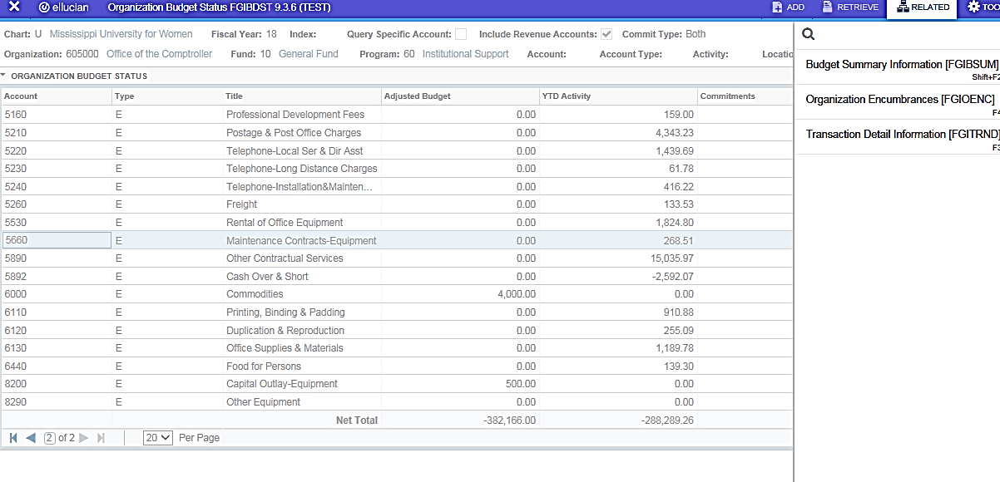 ellucian Organization Budget Status FGIBDST 9.3.6 (TEST) ADD RETRIEVE RELATED TOO
Chart: U Mississippi University for Women Fiscal Year: 18 Index: Query Specific Account: Include Revenue Accounts: Commit Type: Both
Organization: 605000 Office of the Comptroller Fund: 10 General Fund Program: 60 Institutional Support Account: Account Type: Activity: Locatio
ORGANIZATION BUDGET STATUS
Account Type Title Adjusted Budget YTD Activity Commitments
5160 E Professional Development Fees 0.00 159.00
5210 E Postage & Post Office Charges 0.00 4,343.23
5220 E Telephone-Local Ser & Dir Asst 0.00 1,439.69
5230 E Telephone-Long Distance Charges 0.00 61.78
5240 E Telephone-Installation&Mainten... 0.00 416.22
5260 E Freight 0.00 133.53
5530 E Rental of Office Equipment 0.00 1,824.80
5660 E Maintenance Contracts-Equipment 0.00 268.51
5890 E Other Contractual Services 0.00 15,035.97
5892 E Cash Over & Short 0.00 -2,592.07
6000 E Commodities 4,000.00 0.00
6110 E Printing, Binding & Padding 0.00 910.88
6120 E Duplication & Reproduction 0.00 255.09
6130 E Office Supplies & Materials 0.00 1,189.78
6440 E Food for Persons 0.00 139.30
8200 E Capital Outlay-Equipment 500.00 0.00
8290 E Other Equipment 0.00 0.00
Net Total -382,166.00 -288,289.26
2 of 2 20 Per Page
Budget Summary Information [FGIBSUM]
Shift+F2
Organization Encumbrances [FGIOENC]
F4
Transaction Detail Information [FGITRND]
F3